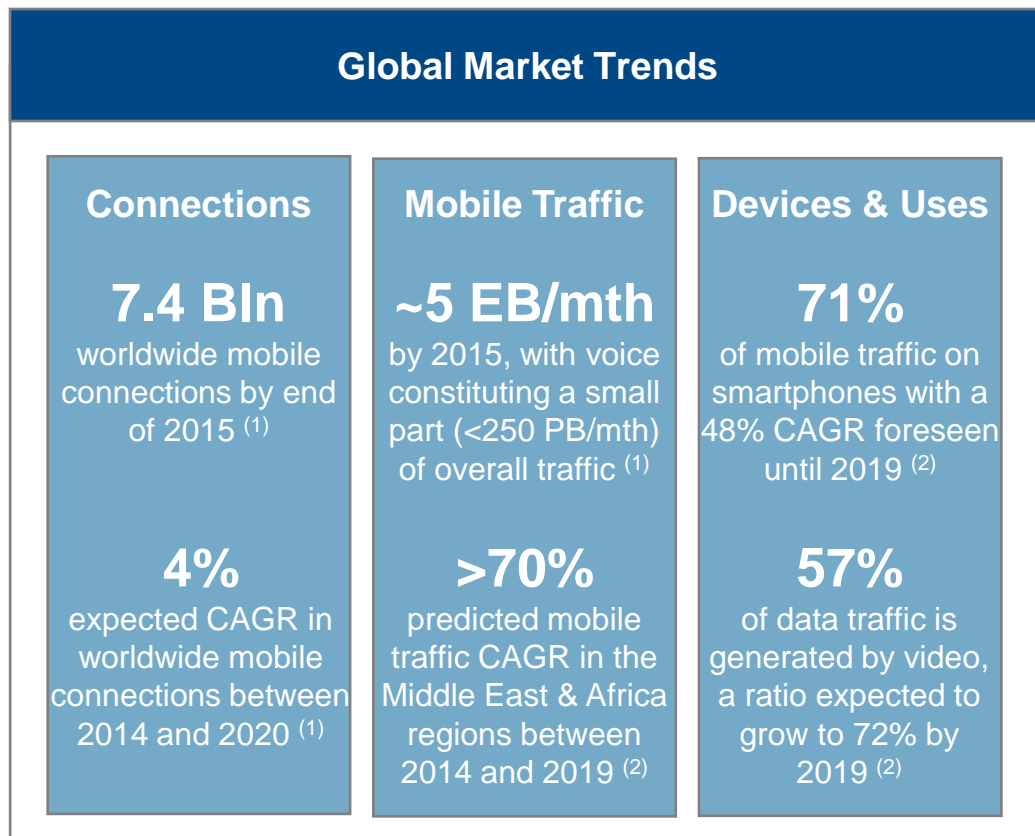 Global Market Trends
Connections
7.4 Bln
worldwide mobile
connections by end
of 2015 (1)
4%
expected CAGR in
worldwide mobile
connections between
2014 and 2020 (1)
Mobile Traffic
~5 EB/mth
by 2015, with voice
constituting a small
part (<250 PB/mth)
of overall traffic (1)
>70%
predicted mobile
traffic CAGR in the
Middle East & Africa
regions between
2014 and 2019 (2)
Devices & Uses
71%
of mobile traffic on
smartphones with a
48% CAGR foreseen
until 2019 (2)
57%
of data traffic is
generated by video,
a ratio expected to
grow to 72% by
2019 (2)